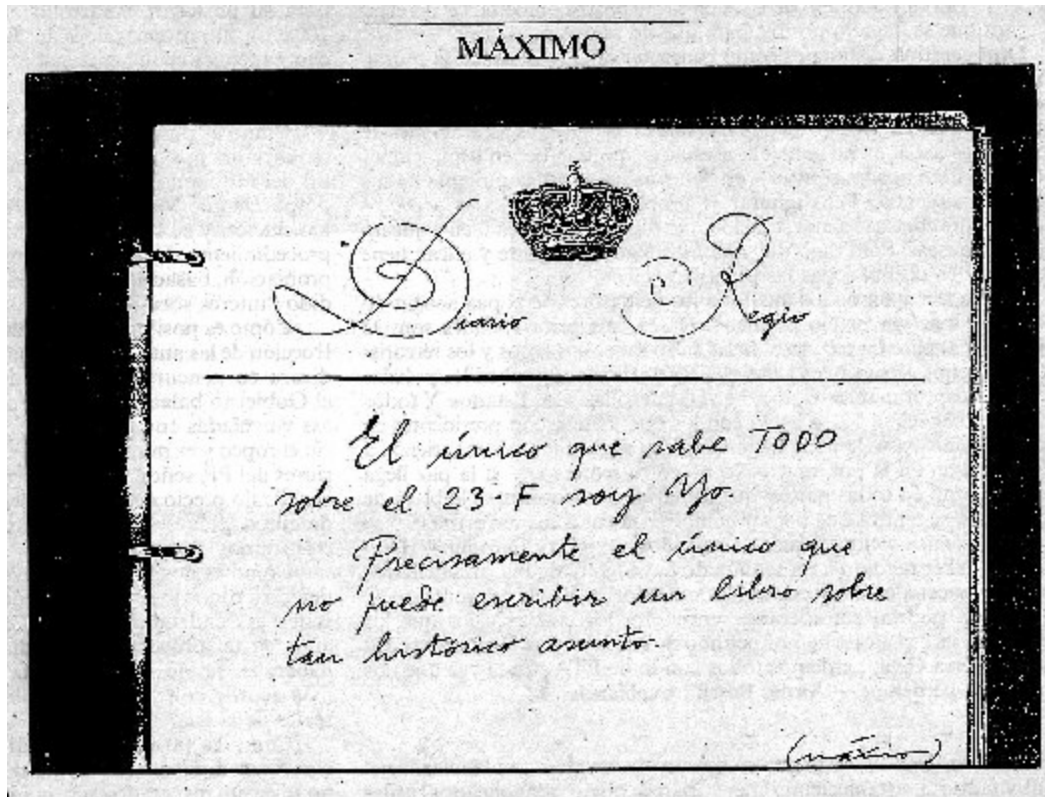 MÁXIMO
Diario Regio
El único que sabe TODO
sobre el 23-F soy Yo.
Precisamente el único que
no puede escribir un libro sobre
tan histórico asunto.
(máximo)